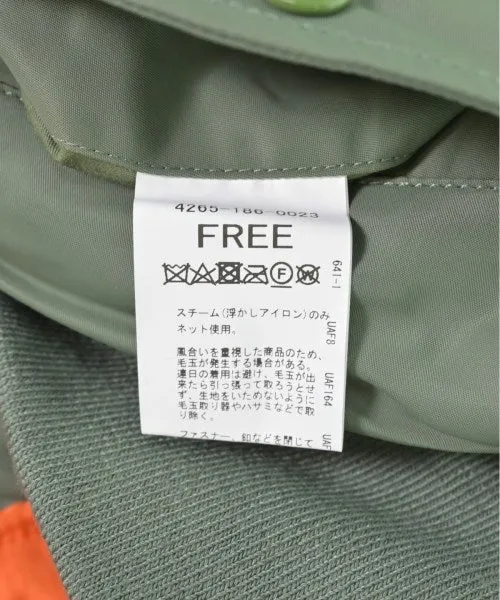 4265-186-0023
FREE
スチーム(浮かしアイロン)のみ
ネット使用。
風合いを重視した商品のため、
毛玉が発生する場合がある。
連日の着用は避け、毛玉が出
来たら引っ張って取ろうとせ
ず、生地をいためないように
毛玉取り器やハサミなどで取
り除く。
ファスナー、釦などを閉じて
641-1
UAF8
UAF164
UAF